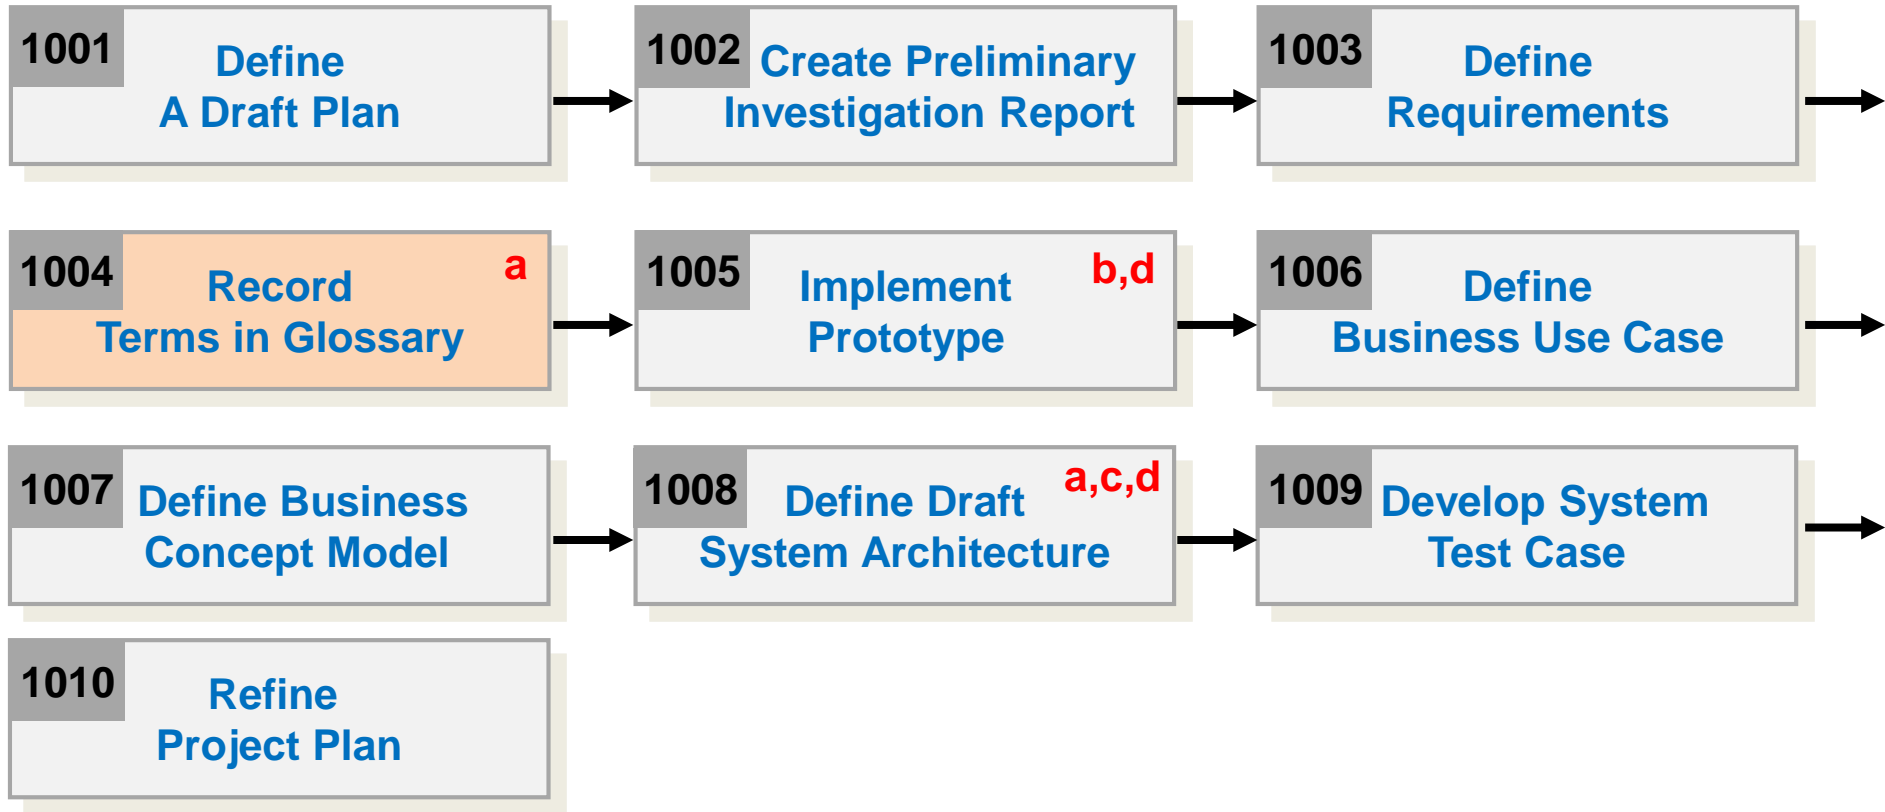 1001
Define
A Draft Plan
1002
Create Preliminary
Investigation Report
1003
Define
Requirements
1004
Record
Terms in Glossary
a
1005
Implement
Prototype
b,d
1006
Define
Business Use Case
1007
Define Business
Concept Model
1008
Define Draft
System Architecture
a,c,d
1009
Develop System
Test Case
1010
Refine
Project Plan